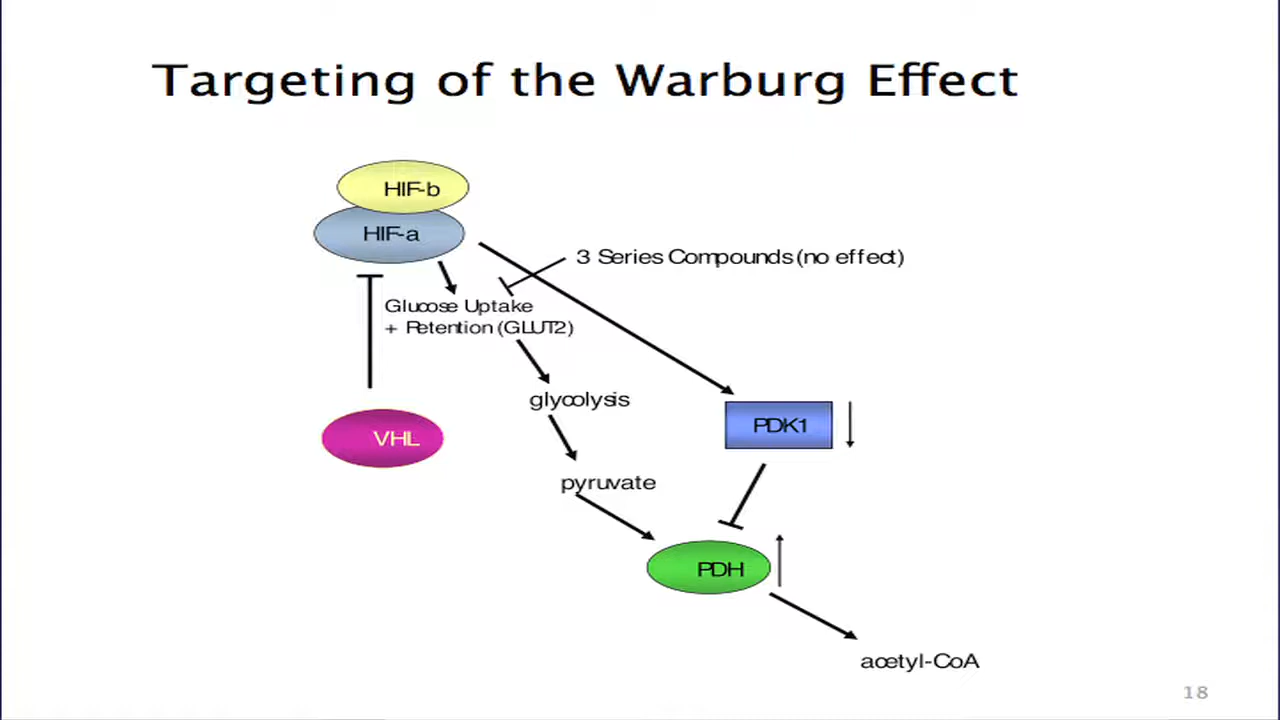 Targeting of the Warburg Effect
HIF-b
HIF-a
3 Series Compounds (no effect)
Glucose Uptake
+ Retention (GLUT2)
glycolysis
PDK1
VHL
pyruvate
PDH
acetyl-CoA
18